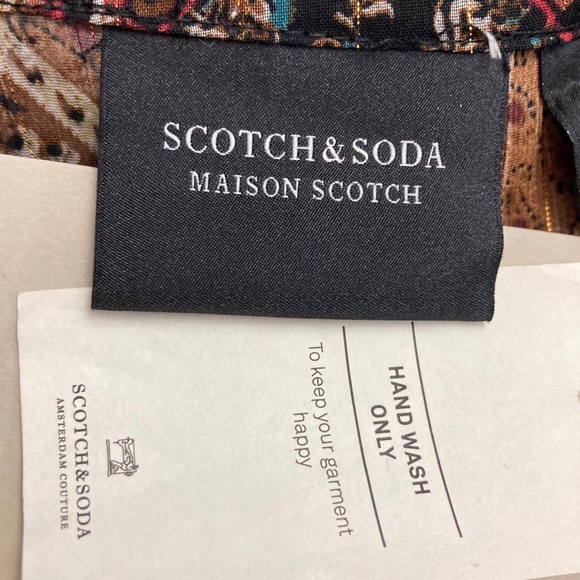 SCOTCH & SODA
MAISON SCOTCH
HAND WASH
ONLY
To keep your garment
happy
SCOTCH & SODA
AMSTERDAM COUTURE